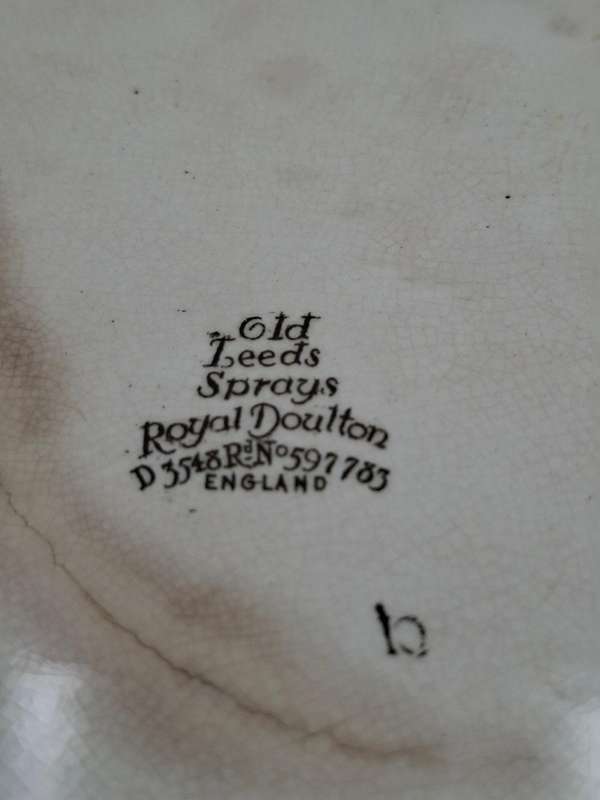 Old
Leeds
Sprays
Royal Doulton
D 3548 Rd No 597783
ENGLAND
b